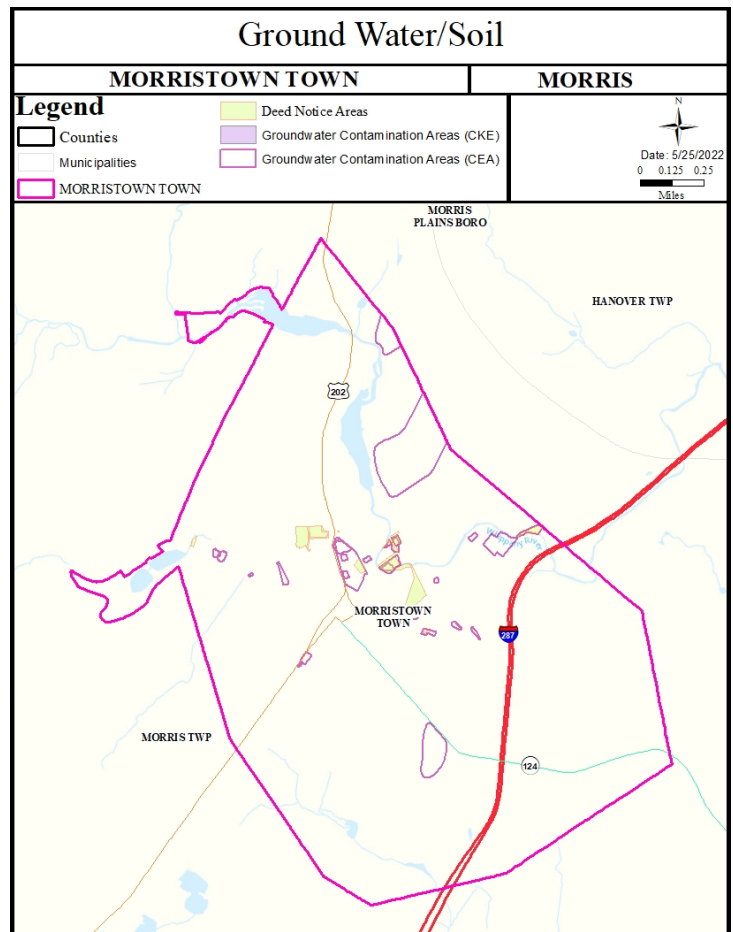 Ground Water/Soil
MORRISTOWN TOWN
MORRIS
Legend
Counties
Municipalities
MORRISTOWN TOWN
Deed Notice Areas
Groundwater Contamination Areas (CKE)
Groundwater Contamination Areas (CEA)
N
Date: 5/25/2022
0 0.125 0.25
Miles
MORRIS
PLAINS BORO
HANOVER TWP
202
Whippany River
MORRISTOWN
TOWN
287
MORRIS TWP
124